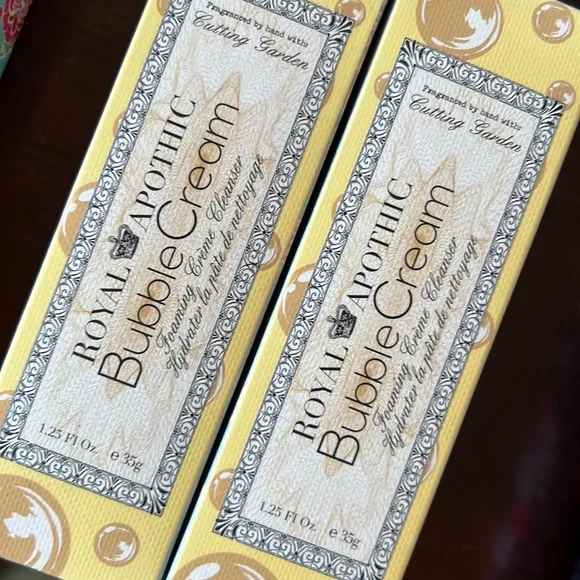 Fragranced by hand with:
Cutting Garden
ROYAL APOTHIC
BubbleCream
Foaming Crème Cleanser
Hydrater la pâte de nettoyage
1.25 Fl Oz. e 35g
Fragranced by hand with:
Cutting Garden
ROYAL APOTHIC
BubbleCream
Foaming Crème Cleanser
Hydrater la pâte de nettoyage
1.25 Fl Oz. e 35g